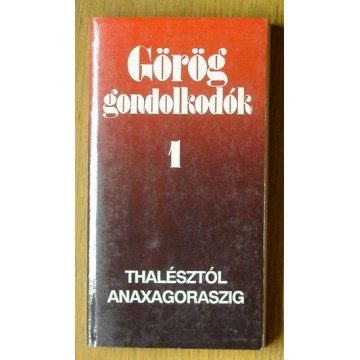 Görög
gondolkodók
1
THALÉSZTŐL
ANAXAGORASZIG